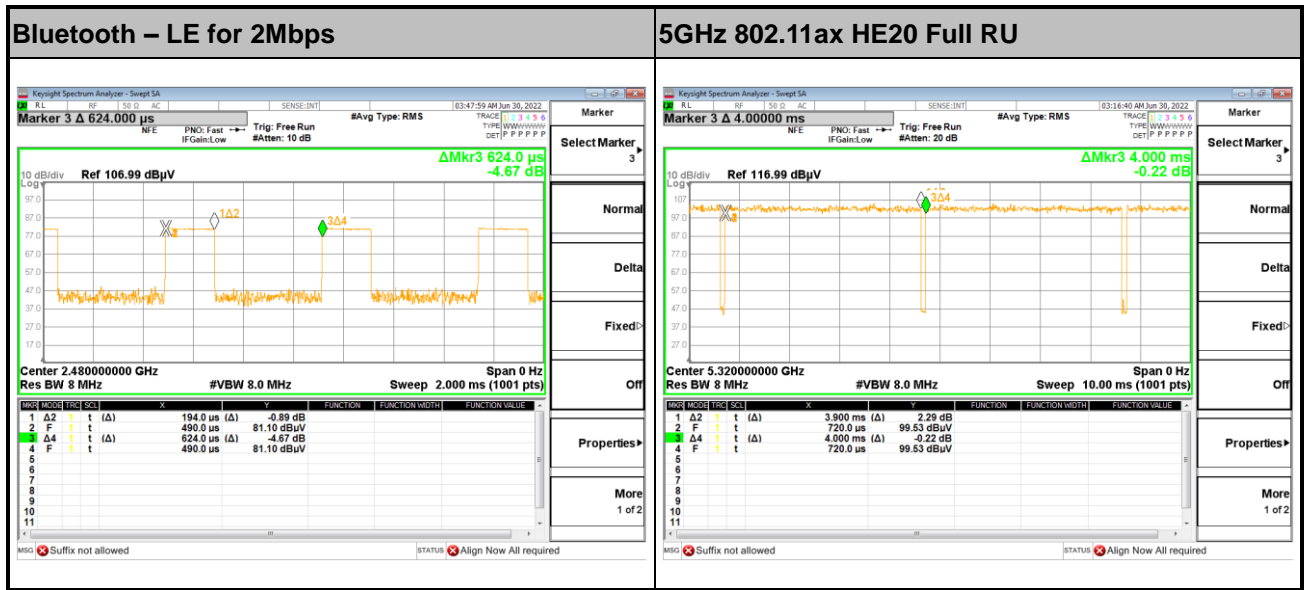 Bluetooth – LE for 2Mbps
Keysight Spectrum Analyzer - Swept SA
RL RF 50 Ω AC SENSE:INT 03:47:59 AM Jun 30, 2022
Marker 3 Δ 624.000 µs #Avg Type: RMS TRACE 1 2 3 4 5 6
NFE PNO: Fast Trig: Free Run TYPE WWWWWW
IFGain:Low #Atten: 10 dB DET P P P P P P
ΔMkr3 624.0 µs
-4.67 dB
10 dB/div Ref 106.99 dBµV
Log
97.0
87.0
77.0
67.0
57.0
47.0
37.0
27.0
17.0
1Δ2
3Δ4
Center 2.480000000 GHz Span 0 Hz
Res BW 8 MHz #VBW 8.0 MHz Sweep 2.000 ms (1001 pts)
MKR MODE TRC SCL X Y FUNCTION FUNCTION WIDTH FUNCTION VALUE
1 Δ2 1 t (Δ) 194.0 µs (Δ) -0.89 dB
2 F 1 t 490.0 µs 81.10 dBµV
3 Δ4 1 t (Δ) 624.0 µs (Δ) -4.67 dB
4 F 1 t 490.0 µs 81.10 dBµV
5
6
7
8
9
10
11
MSG Suffix not allowed STATUS Align Now All required
Marker
Select Marker
3
Normal
Delta
Fixed
Off
Properties
More
1 of 2
5GHz 802.11ax HE20 Full RU
Keysight Spectrum Analyzer - Swept SA
RL RF 50 Ω AC SENSE:INT 03:16:40 AM Jun 30, 2022
Marker 3 Δ 4.00000 ms #Avg Type: RMS TRACE 1 2 3 4 5 6
NFE PNO: Fast Trig: Free Run TYPE WWWWWW
IFGain:Low #Atten: 20 dB DET P P P P P P
ΔMkr3 4.000 ms
-0.22 dB
10 dB/div Ref 116.99 dBµV
Log
107
97.0
87.0
77.0
67.0
57.0
47.0
37.0
27.0
3Δ4
Center 5.320000000 GHz Span 0 Hz
Res BW 8 MHz #VBW 8.0 MHz Sweep 10.00 ms (1001 pts)
MKR MODE TRC SCL X Y FUNCTION FUNCTION WIDTH FUNCTION VALUE
1 Δ2 1 t (Δ) 3.900 ms (Δ) 2.29 dB
2 F 1 t 720.0 µs 99.53 dBµV
3 Δ4 1 t (Δ) 4.000 ms (Δ) -0.22 dB
4 F 1 t 720.0 µs 99.53 dBµV
5
6
7
8
9
10
11
MSG Suffix not allowed STATUS Align Now All required
Marker
Select Marker
3
Normal
Delta
Fixed
Off
Properties
More
1 of 2